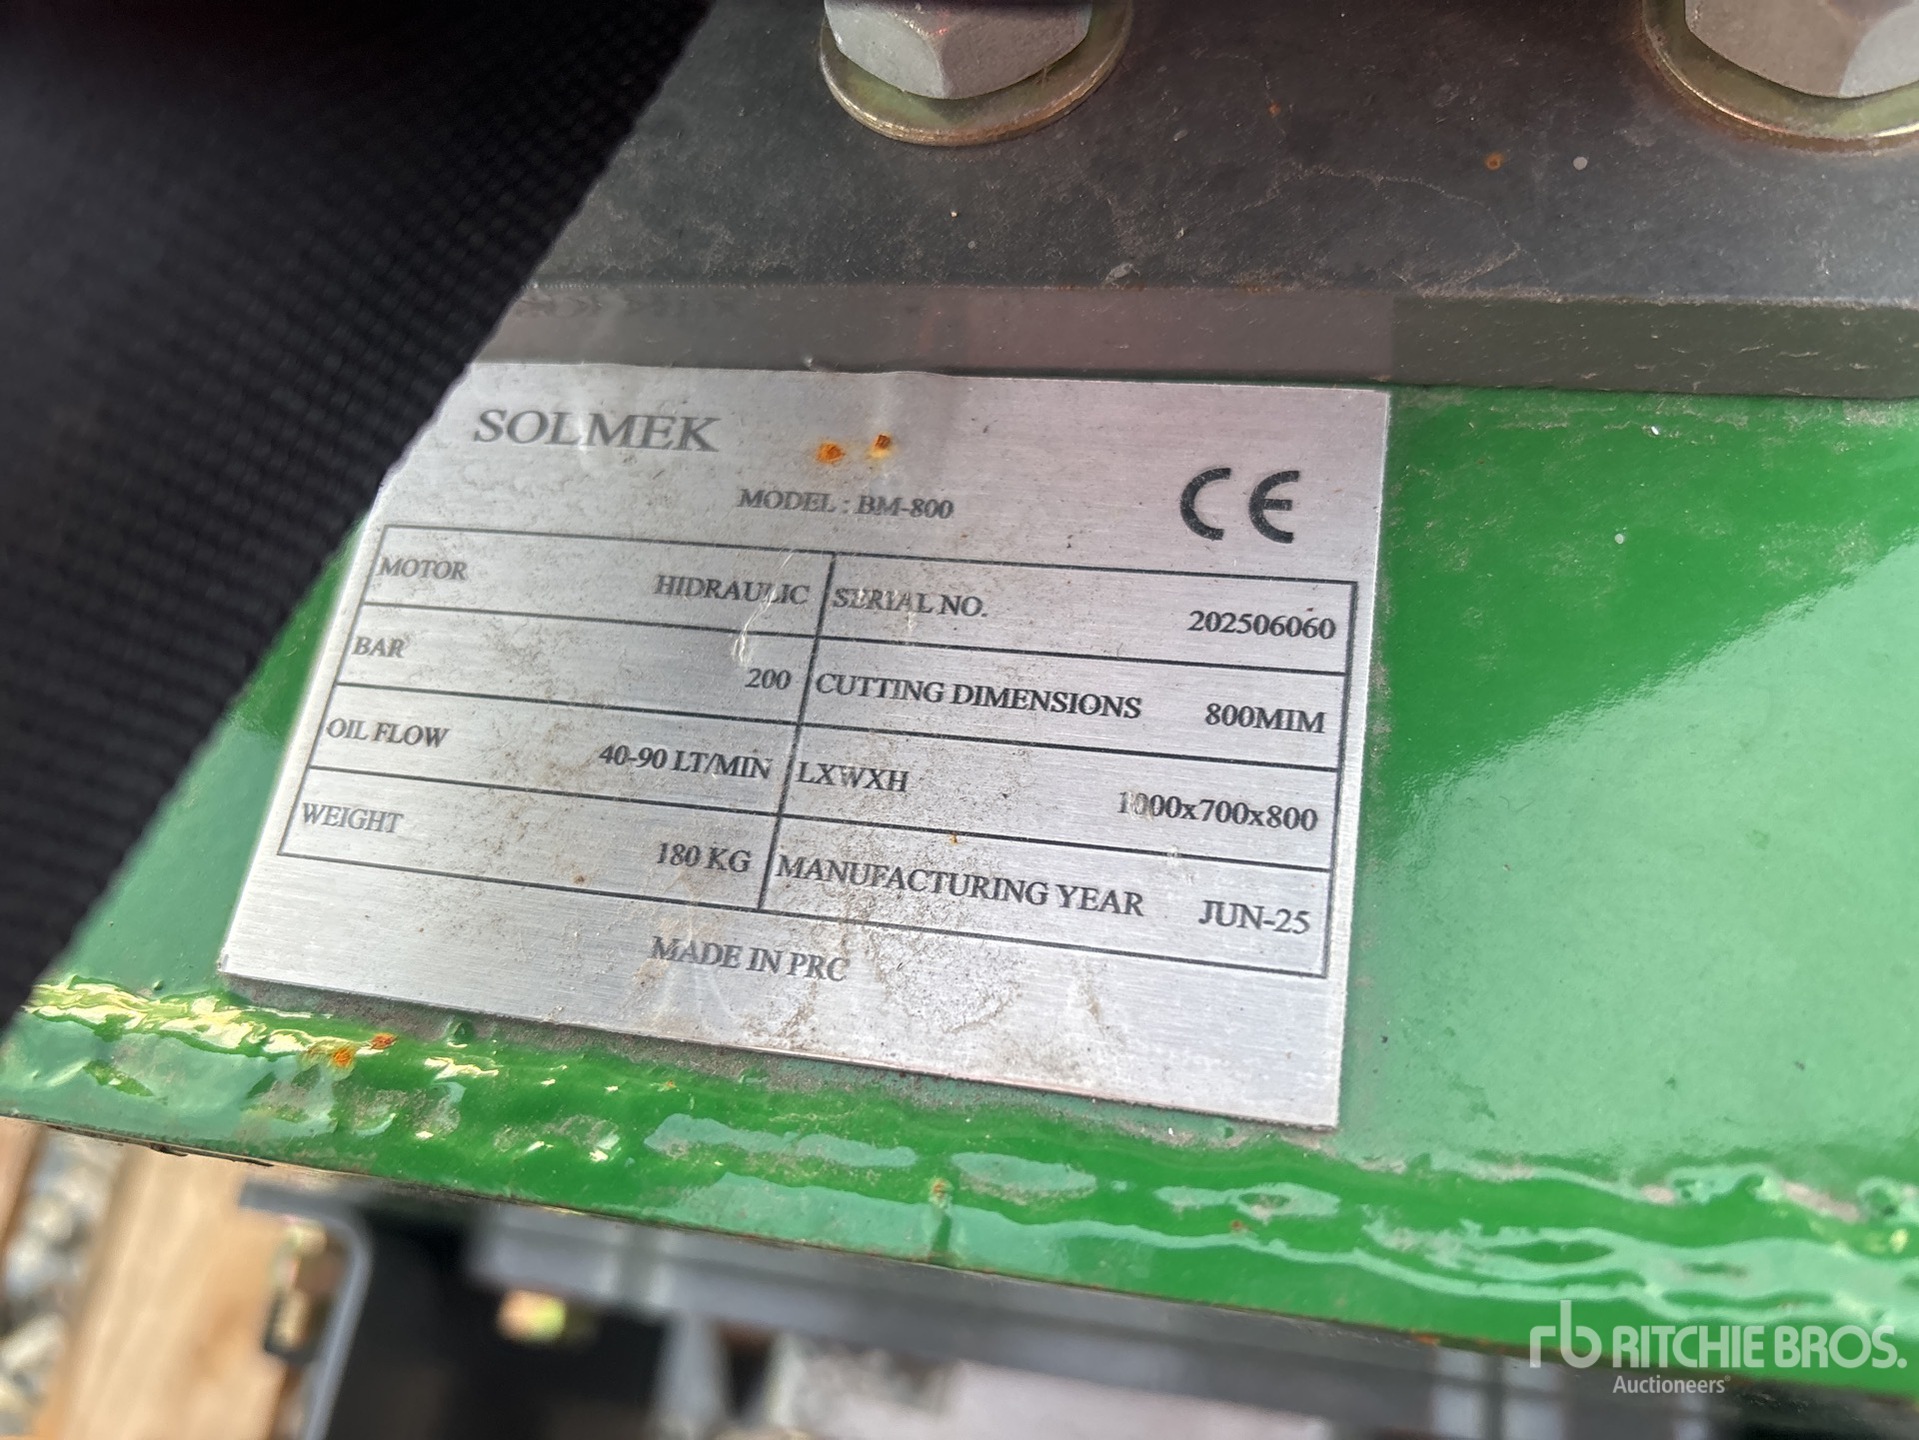 SOLMEK
MODEL : BM-800
CE
MOTOR HIDRAULIC SERIAL NO. 202506060
BAR 200 CUTTING DIMENSIONS 800MIM
OIL FLOW 40-90 LT/MIN LXWXH 1000x700x800
WEIGHT 180 KG MANUFACTURING YEAR JUN-25
MADE IN PRC
rb RITCHIE BROS.
Auctioneers